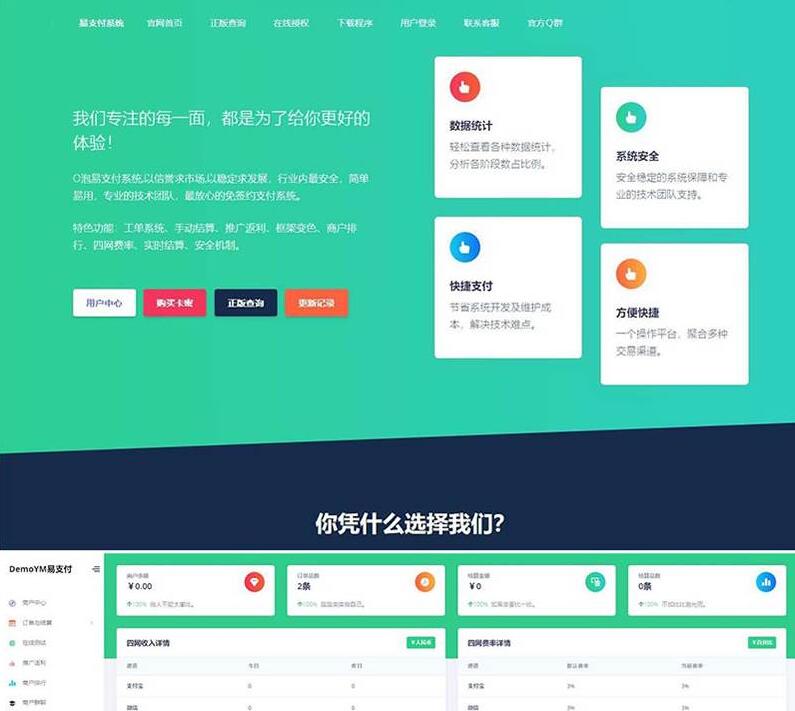 易支付系统 官网首页 正版查询 在线授权 下载程序 用户登录 联系客服 官方Q群
我们专注的每一面，都是为了给你更好的
体验！
O泡易支付系统,以信誉求市场,以稳定求发展，行业内最安全，简单
易用，专业的技术团队，最放心的免签约支付系统。
特色功能：工单系统、手动结算、推广返利、框架变色、商户排
行、四网费率、实时结算、安全机制。
用户中心 购买卡密 正版查询 更新记录
数据统计
轻松查看各种数据统计，
分析各阶段数占比例。
系统安全
安全稳定的系统保障和专
业的技术团队支持。
快捷支付
节省系统开发及维护成
本，解决技术难点。
方便快捷
一个操作平台，聚合多种
交易渠道。
你凭什么选择我们？
DemoYM易支付
商户中心
订单与结算
在线测试
推广返利
商户排行
商户群聊
商户余额
￥0.00
100% 做人不能太攀比。
订单总数
2条
100%
结算金额
￥0
100%
结算总数
0条
100%
四网收入详情 ￥人民币
通道 今日 昨日
支付宝 0 0
微信 0 0
四网费率详情
通道 默认费率 当前费率
支付宝 3% 3%
微信 3% 3%